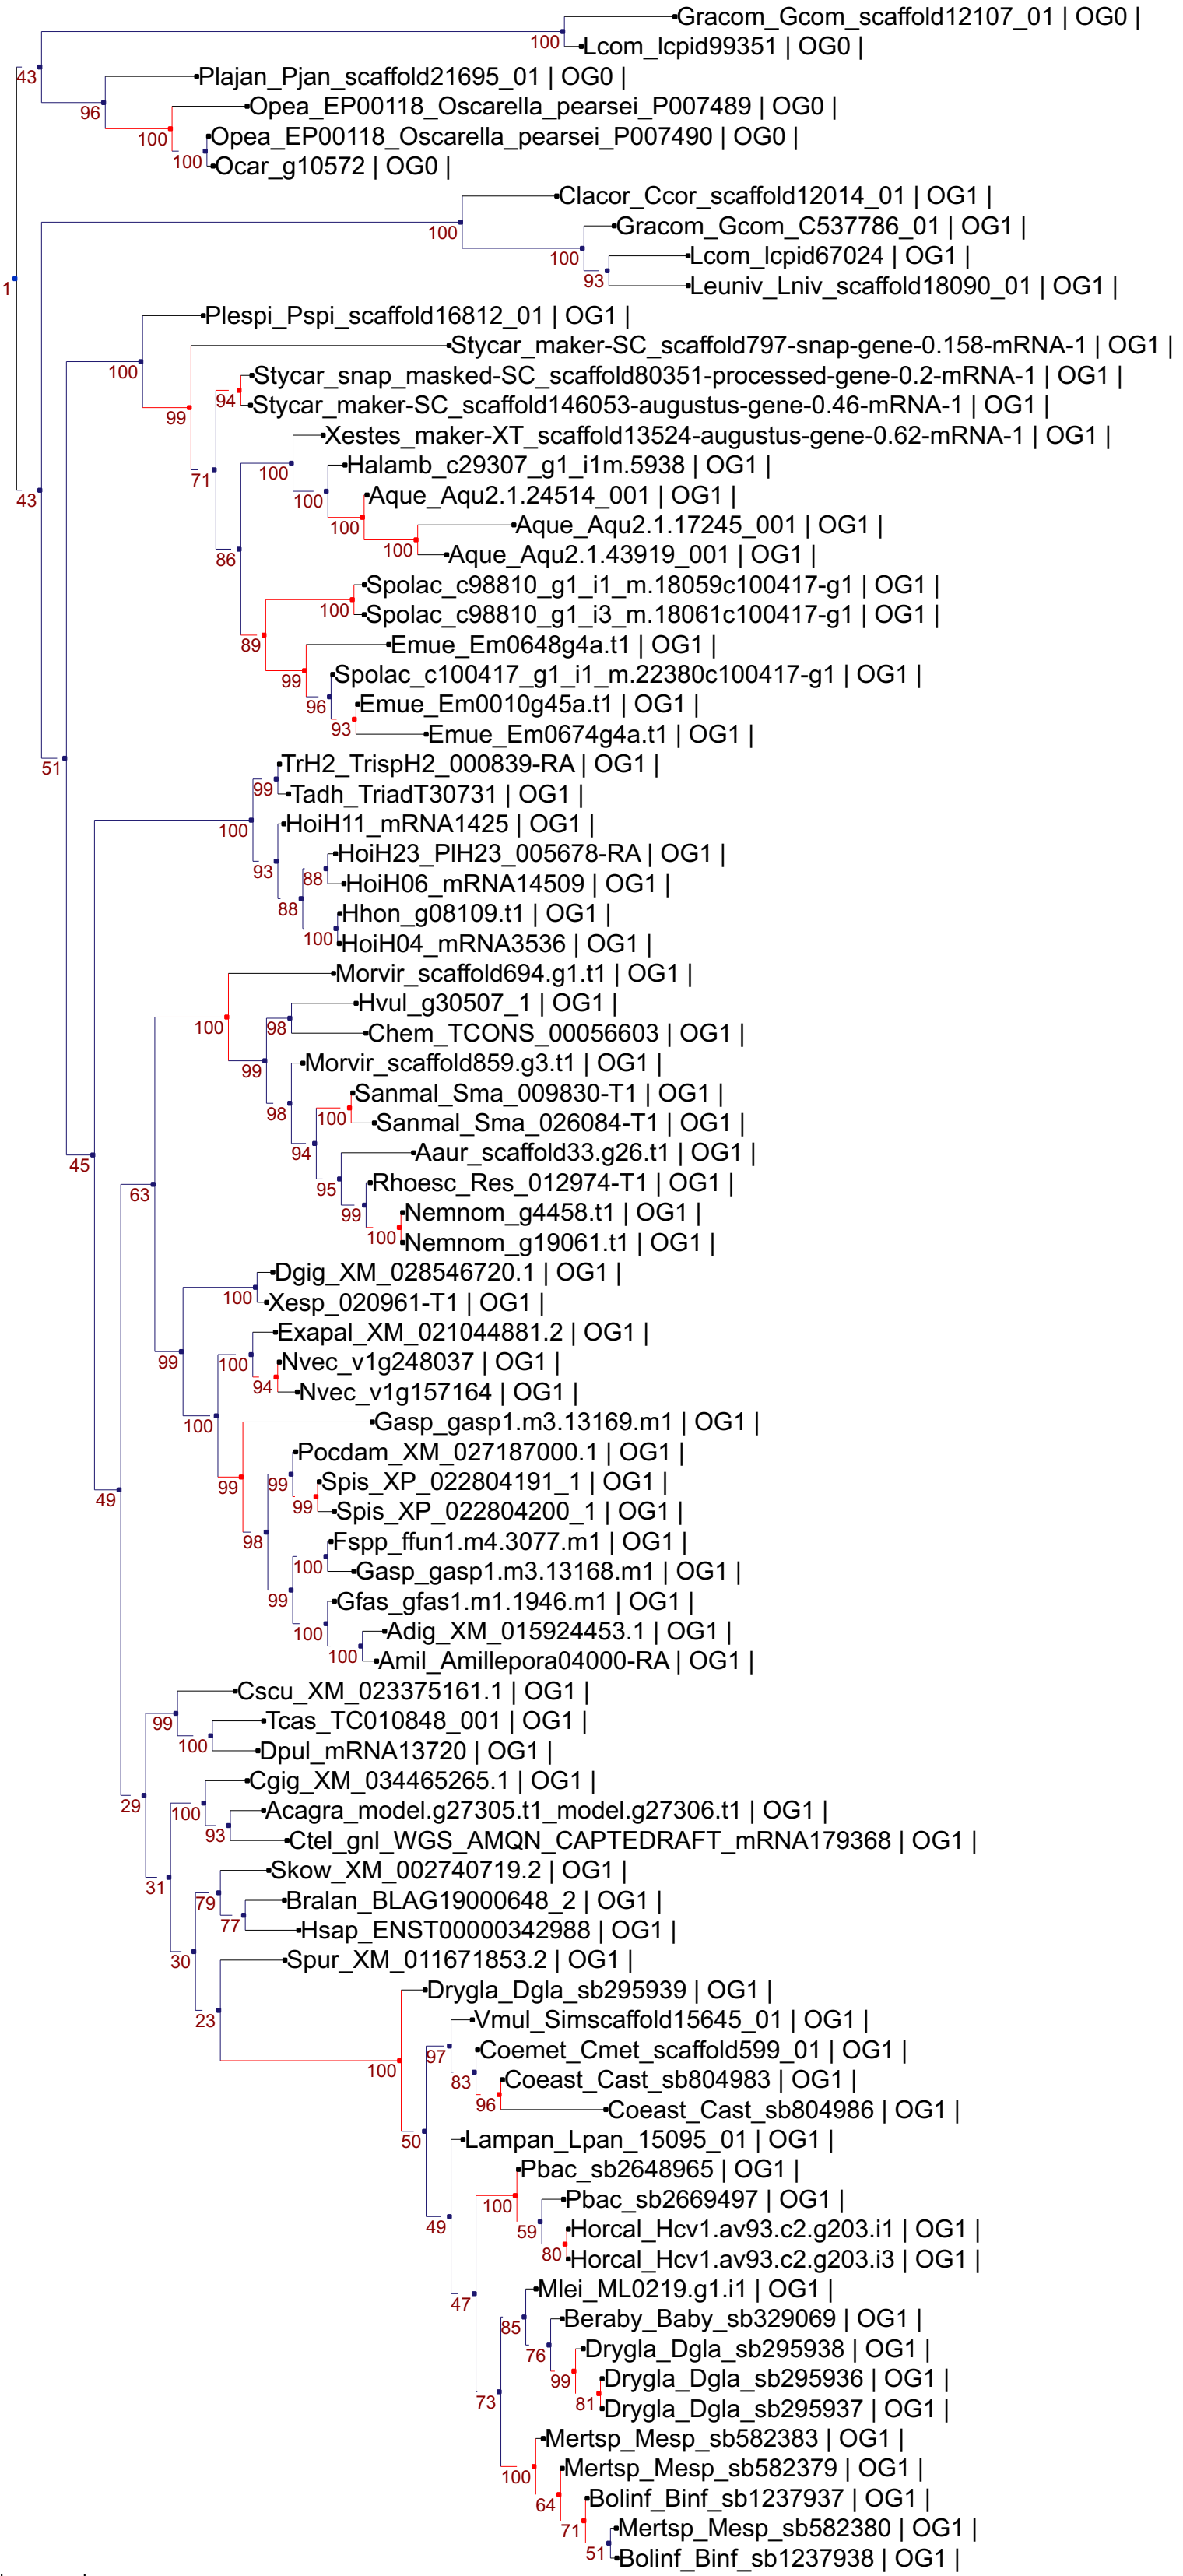 Gracom_Gcom_scaffold12107_01 | OG0 |
100
Lcom_lcpid99351 | OG0 |
43
Plajan_Pjan_scaffold21695_01 | OG0 |
96
Opea_EP00118_Oscarella_pearsei_P007489 | OG0 |
100
Opea_EP00118_Oscarella_pearsei_P007490 | OG0 |
100
Ocar_g10572 | OG0 |
Clacor_Ccor_scaffold12014_01 | OG1 |
100
Gracom_Gcom_C537786_01 | OG1 |
100
Lcom_lcpid67024 | OG1 |
93
Leuniv_Lniv_scaffold18090_01 | OG1 |
1
Plespi_Pspi_scaffold16812_01 | OG1 |
Stycar_maker-SC_scaffold797-snap-gene-0.158-mRNA-1 | OG1 |
100
Stycar_snap_masked-SC_scaffold80351-processed-gene-0.2-mRNA-1 | OG1 |
94
Stycar_maker-SC_scaffold146053-augustus-gene-0.46-mRNA-1 | OG1 |
99
Xestes_maker-XT_scaffold13524-augustus-gene-0.62-mRNA-1 | OG1 |
71
100
Halamb_c29307_g1_i1m.5938 | OG1 |
100
Aque_Aqu2.1.24514_001 | OG1 |
43
100
Aque_Aqu2.1.17245_001 | OG1 |
100
Aque_Aqu2.1.43919_001 | OG1 |
86
Spolac_c98810_g1_i1_m.18059c100417-g1 | OG1 |
100
Spolac_c98810_g1_i3_m.18061c100417-g1 | OG1 |
89
Emue_Em0648g4a.t1 | OG1 |
99
Spolac_c100417_g1_i1_m.22380c100417-g1 | OG1 |
96
Emue_Em0010g45a.t1 | OG1 |
93
Emue_Em0674g4a.t1 | OG1 |
51
TrH2_TrispH2_000839-RA | OG1 |
99
Tadh_TriadT30731 | OG1 |
100
HoiH11_mRNA1425 | OG1 |
93
HoiH23_PlH23_005678-RA | OG1 |
88
HoiH06_mRNA14509 | OG1 |
88
Hhon_g08109.t1 | OG1 |
100
HoiH04_mRNA3536 | OG1 |
Morvir_scaffold694.g1.t1 | OG1 |
Hvul_g30507_1 | OG1 |
100
98
Chem_TCONS_00056603 | OG1 |
99
Morvir_scaffold859.g3.t1 | OG1 |
98
Sanmal_Sma_009830-T1 | OG1 |
100
Sanmal_Sma_026084-T1 | OG1 |
94
Aaur_scaffold33.g26.t1 | OG1 |
45
95
Rhoesc_Res_012974-T1 | OG1 |
63
99
Nemnom_g4458.t1 | OG1 |
100
Nemnom_g19061.t1 | OG1 |
Dgig_XM_028546720.1 | OG1 |
100
Xesp_020961-T1 | OG1 |
Exapal_XM_021044881.2 | OG1 |
99
100
Nvec_v1g248037 | OG1 |
94
Nvec_v1g157164 | OG1 |
100
Gasp_gasp1.m3.13169.m1 | OG1 |
Pocdam_XM_027187000.1 | OG1 |
99
99
Spis_XP_022804191_1 | OG1 |
49
99
Spis_XP_022804200_1 | OG1 |
98
Fspp_ffun1.m4.3077.m1 | OG1 |
100
Gasp_gasp1.m3.13168.m1 | OG1 |
99
Gfas_gfas1.m1.1946.m1 | OG1 |
100
Adig_XM_015924453.1 | OG1 |
100
Amil_Amillepora04000-RA | OG1 |
Cscu_XM_023375161.1 | OG1 |
99
Tcas_TC010848_001 | OG1 |
100
Dpul_mRNA13720 | OG1 |
Cgig_XM_034465265.1 | OG1 |
29
100
Acagra_model.g27305.t1_model.g27306.t1 | OG1 |
93
Ctel_gnl_WGS_AMQN_CAPTEDRAFT_mRNA179368 | OG1 |
Skow_XM_002740719.2 | OG1 |
31
79
Bralan_BLAG19000648_2 | OG1 |
77
Hsap_ENST00000342988 | OG1 |
30
Spur_XM_011671853.2 | OG1 |
Drygla_Dgla_sb295939 | OG1 |
23
Vmul_Simscaffold15645_01 | OG1 |
97
Coemet_Cmet_scaffold599_01 | OG1 |
100
83
Coeast_Cast_sb804983 | OG1 |
96
Coeast_Cast_sb804986 | OG1 |
50
Lampan_Lpan_15095_01 | OG1 |
Pbac_sb2648965 | OG1 |
100
Pbac_sb2669497 | OG1 |
49
59
Horcal_Hcv1.av93.c2.g203.i1 | OG1 |
80
Horcal_Hcv1.av93.c2.g203.i3 | OG1 |
Mlei_ML0219.g1.i1 | OG1 |
47
85
Beraby_Baby_sb329069 | OG1 |
76
Drygla_Dgla_sb295938 | OG1 |
99
Drygla_Dgla_sb295936 | OG1 |
73
81
Drygla_Dgla_sb295937 | OG1 |
Mertsp_Mesp_sb582383 | OG1 |
100
Mertsp_Mesp_sb582379 | OG1 |
64
Bolinf_Binf_sb1237937 | OG1 |
71
Mertsp_Mesp_sb582380 | OG1 |
51
Bolinf_Binf_sb1237938 | OG1 |